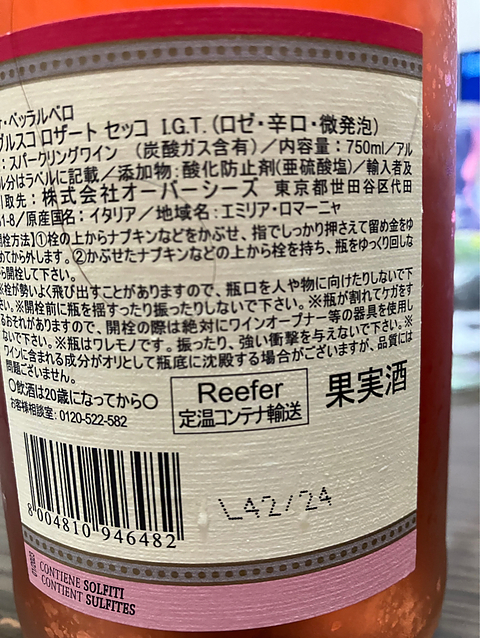 ベッラルベロ
ブルスコ ロザート セッコ I.G.T. (ロゼ・辛口・微発泡)
:スパークリングワイン (炭酸ガス含有)/内容量:750ml/アル
ル分はラベルに記載/添加物:酸化防止剤(亜硫酸塩)/輸入者及
引取先:株式会社オーバーシーズ 東京都世田谷区代田
1-8/原産国名:イタリア/地域名:エミリア・ロマーニャ
開栓方法)①栓の上からナプキンなどをかぶせ、指でしっかり押さえて留め金をゆ
めてから外します。②かぶせたナプキンなどの上から栓を持ち、瓶をゆっくり回しな
ら開栓して下さい。
栓が勢いよく飛び出すことがありますので、瓶口を人や物に向けたりしないで下
さい。※開栓前に瓶を揺すったり振ったりしないで下さい。※瓶が割れてケガをす
るおそれがありますので、開栓の際は絶対にワインオープナー等の器具を使用し
ないで下さい。※瓶はワレモノです。振ったり、強い衝撃を与えないで下さい。※
ワインに含まれる成分がオリとして瓶底に沈殿する場合がございますが、品質には
問題ございません。
○飲酒は20歳になってから○
お客様相談室:0120-522-582
Reefer
定温コンテナ輸送
果実酒
8 004810 946482
L42/24
CONTIENE SOLFITI
CONTIENT SULFITES